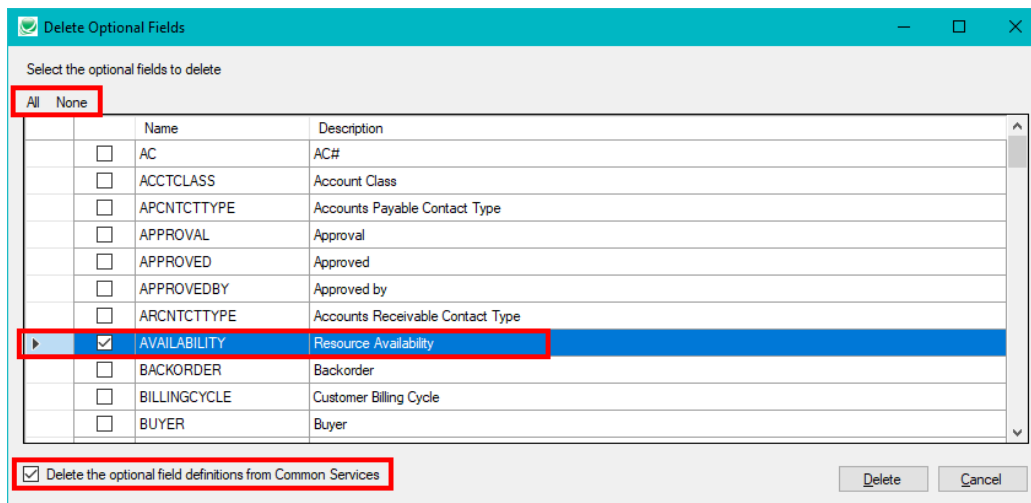 Delete Optional Fields
Select the optional fields to delete
All None
Name Description
AC AC#
ACCTCLASS Account Class
APCNTCTTYPE Accounts Payable Contact Type
APPROVAL Approval
APPROVED Approved
APPROVEDBY Approved by
ARCNTCTTYPE Accounts Receivable Contact Type
AVAILABILITY Resource Availability
BACKORDER Backorder
BILLINGCYCLE Customer Billing Cycle
BUYER Buyer
Delete the optional field definitions from Common Services
Delete Cancel